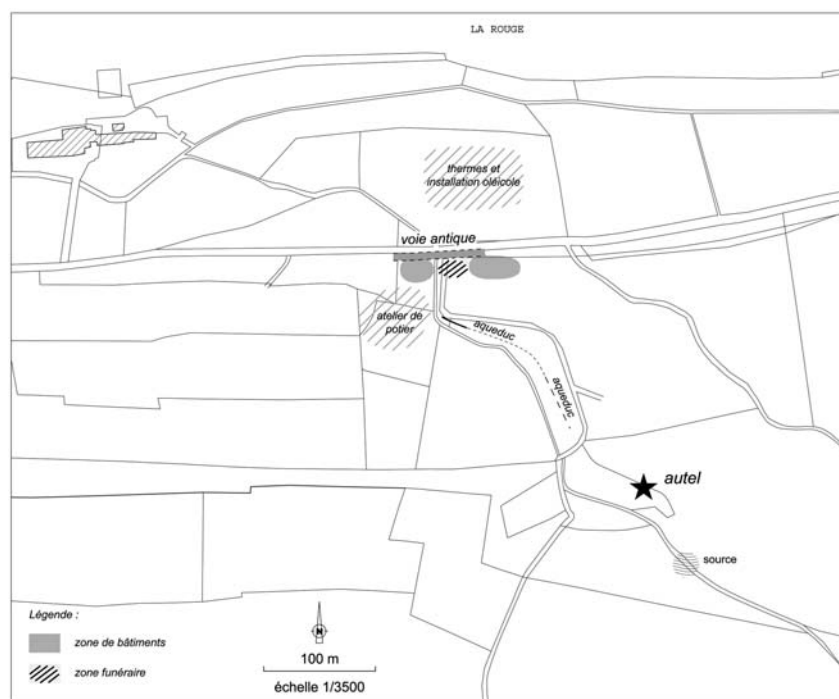 LA ROUGE
thermes et
installation oléicole
voie antique
atelier de
potier
aqueduc
aqueduc
autel
source
Légende :
zone de bâtiments
zone funéraire
N
100 m
échelle 1/3500